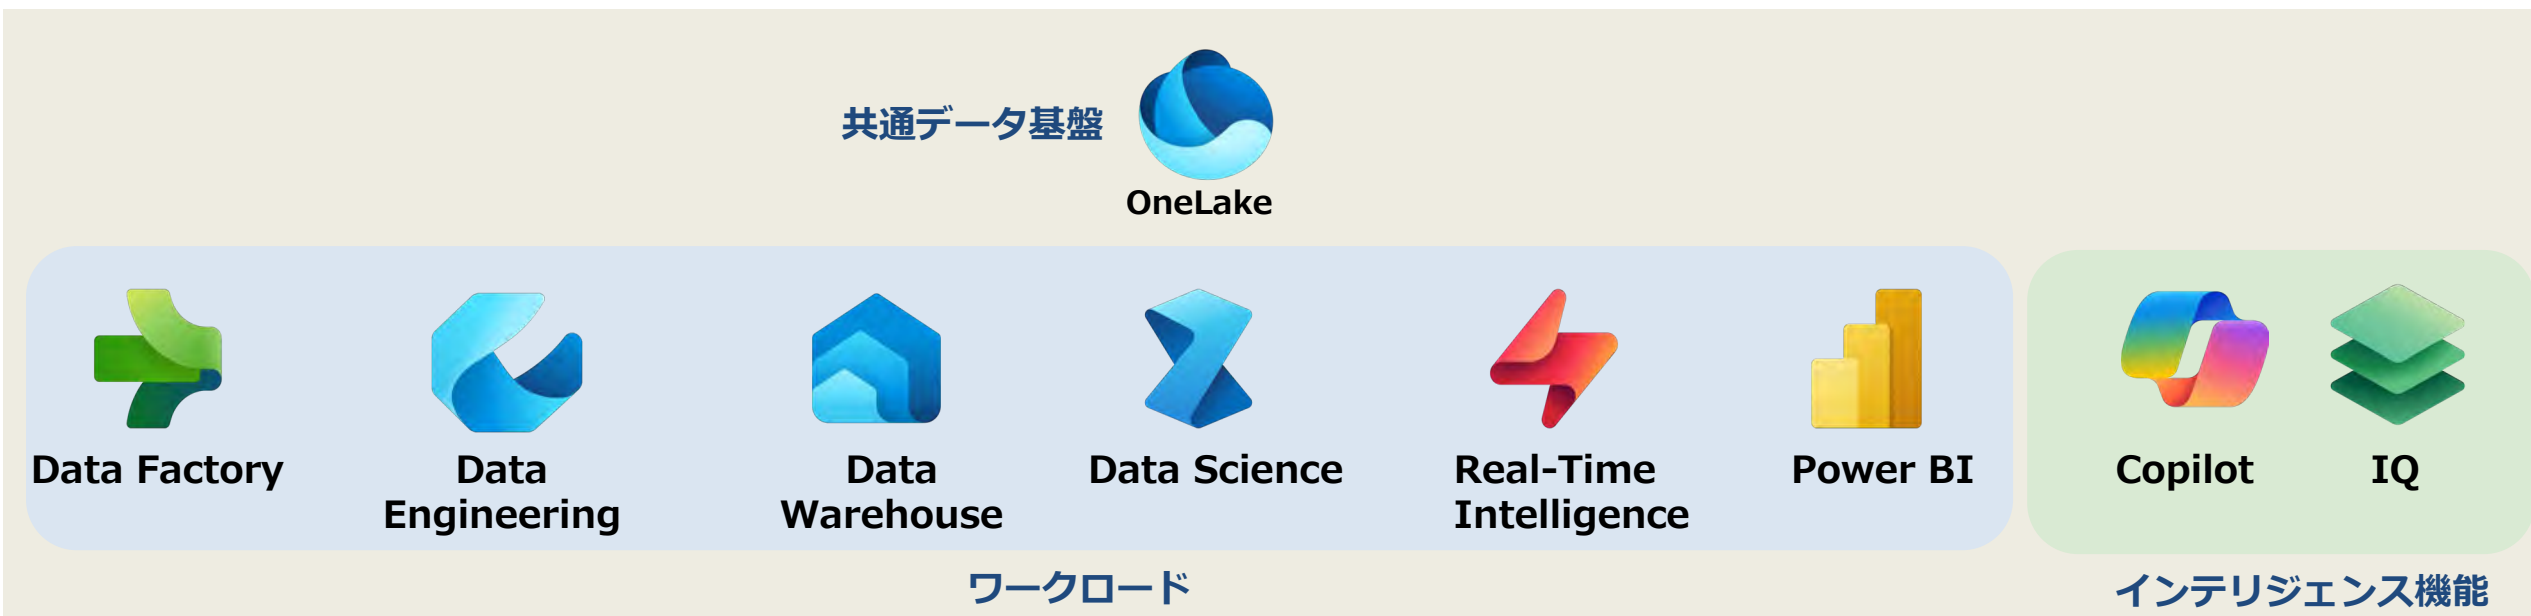 共通データ基盤
OneLake
Data Factory
Data
Engineering
Data
Warehouse
Data Science
Real-Time
Intelligence
Power BI
Copilot
IQ
ワークロード
インテリジェンス機能